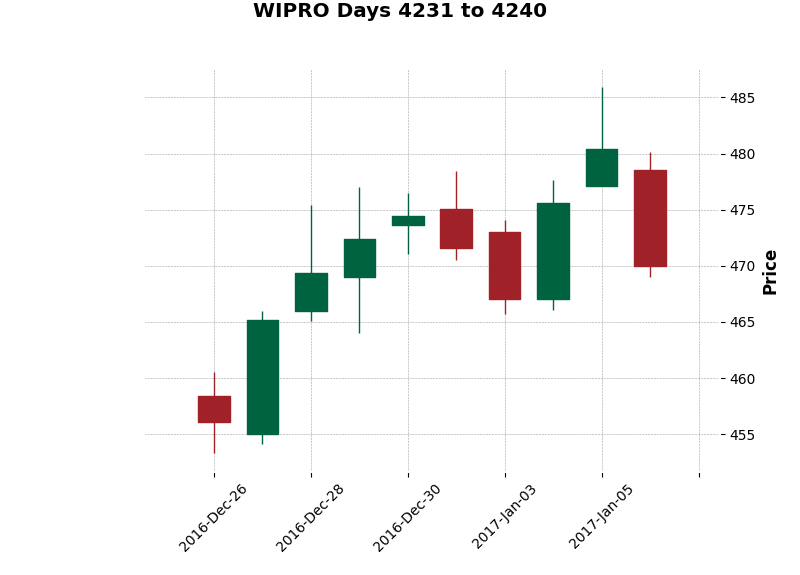 WIPRO Days 4231 to 4240
485
480
475
470
465
460
455
Price
2016-Dec-26
2016-Dec-28
2016-Dec-30
2017-Jan-03
2017-Jan-05